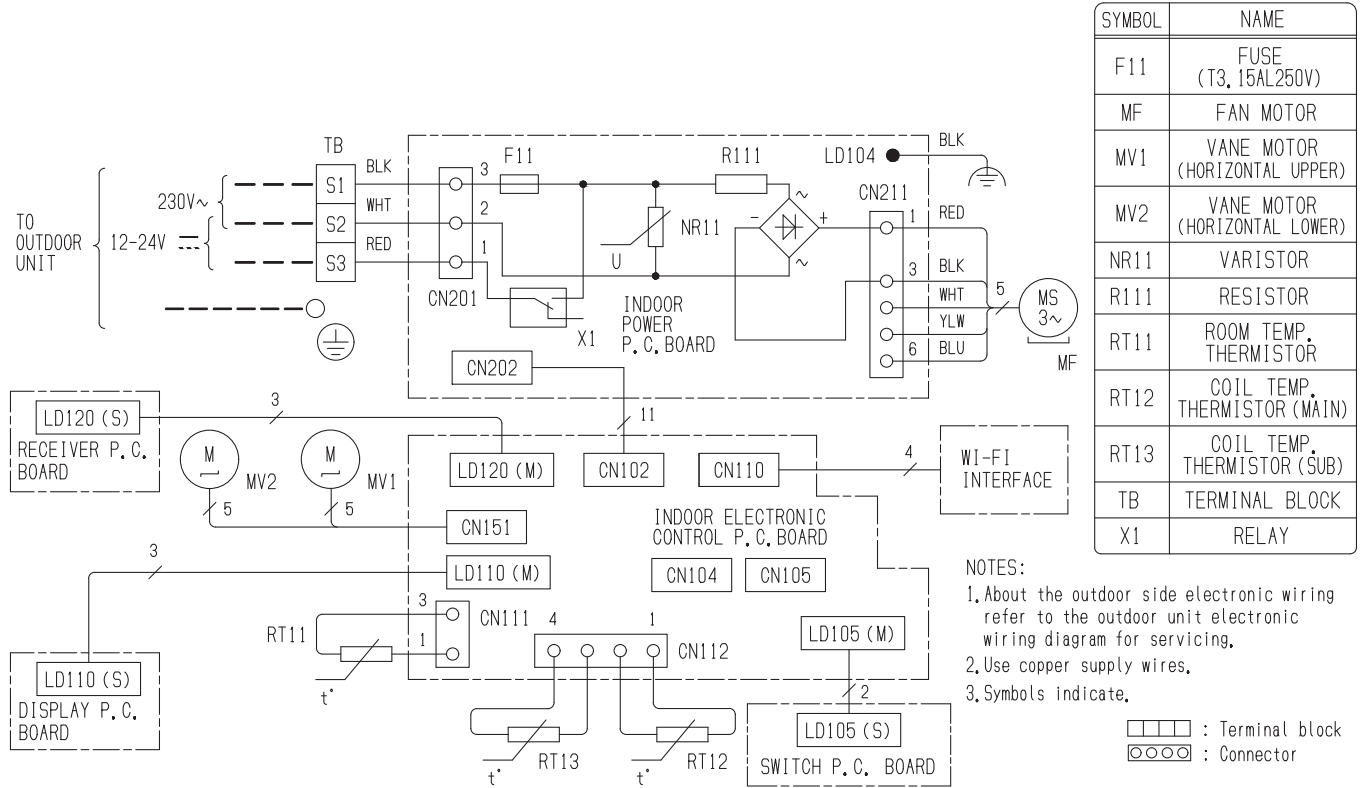 SYMBOL NAME
F11 FUSE
(T3.15AL250V)
MF FAN MOTOR
MV1 VANE MOTOR
(HORIZONTAL UPPER)
MV2 VANE MOTOR
(HORIZONTAL LOWER)
NR11 VARISTOR
R111 RESISTOR
RT11 ROOM TEMP.
THERMISTOR
RT12 COIL TEMP.
THERMISTOR(MAIN)
RT13 COIL TEMP.
THERMISTOR(SUB)
TB TERMINAL BLOCK
X1 RELAY
TO
OUTDOOR
UNIT
230V~
12-24V
TB
S1
S2
S3
BLK
WHT
RED
3
2
1
CN201
F11
R111
LD104
BLK
NR11
U
~
-
+
~
X1
INDOOR
POWER
P.C.BOARD
CN211
1
3
6
RED
BLK
WHT
YLW
BLU
5
MS
3~
MF
CN202
11
LD120(S)
RECEIVER P.C.
BOARD
3
M
MV2
5
M
MV1
5
LD120(M)
CN102
CN110
4
WI-FI
INTERFACE
CN151
INDOOR ELECTRONIC
CONTROL P.C.BOARD
LD110(M)
3
CN104
CN105
RT11
t°
3
1
CN111
4
1
CN112
LD105(M)
2
LD105(S)
SWITCH P.C. BOARD
LD110(S)
DISPLAY P.C.
BOARD
RT13
t°
RT12
t°
NOTES:
1.About the outdoor side electronic wiring
refer to the outdoor unit electronic
wiring diagram for servicing.
2.Use copper supply wires.
3.Symbols indicate.
: Terminal block
: Connector